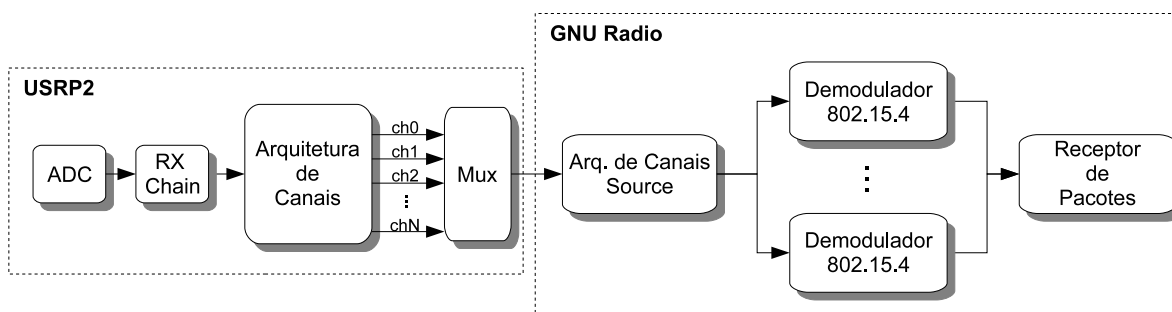 GNU Radio
USRP2
ADC
RX
Chain
Arquitetura
de
Canais
ch0
ch1
ch2
chN
Mux
Arq. de Canais
Source
Demodulador
802.15.4
Demodulador
802.15.4
Receptor
de
Pacotes